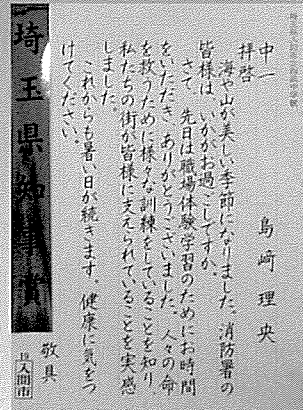 中一　島﨑理央
拝啓
海や山が美しい季節になりました。消防署の
皆様は、いかがお過ごしですか。
さて、先日は職場体験学習のためにお時間
をいただき、ありがとうございました。人々の命
を救うために様々な訓練をしていることを知り、
私たちの街が皆様に支えられていることを実感
しました。
これからも暑い日が続きます。健康に気をつ
けてください。
敬具
埼玉県知事賞
19
入間市